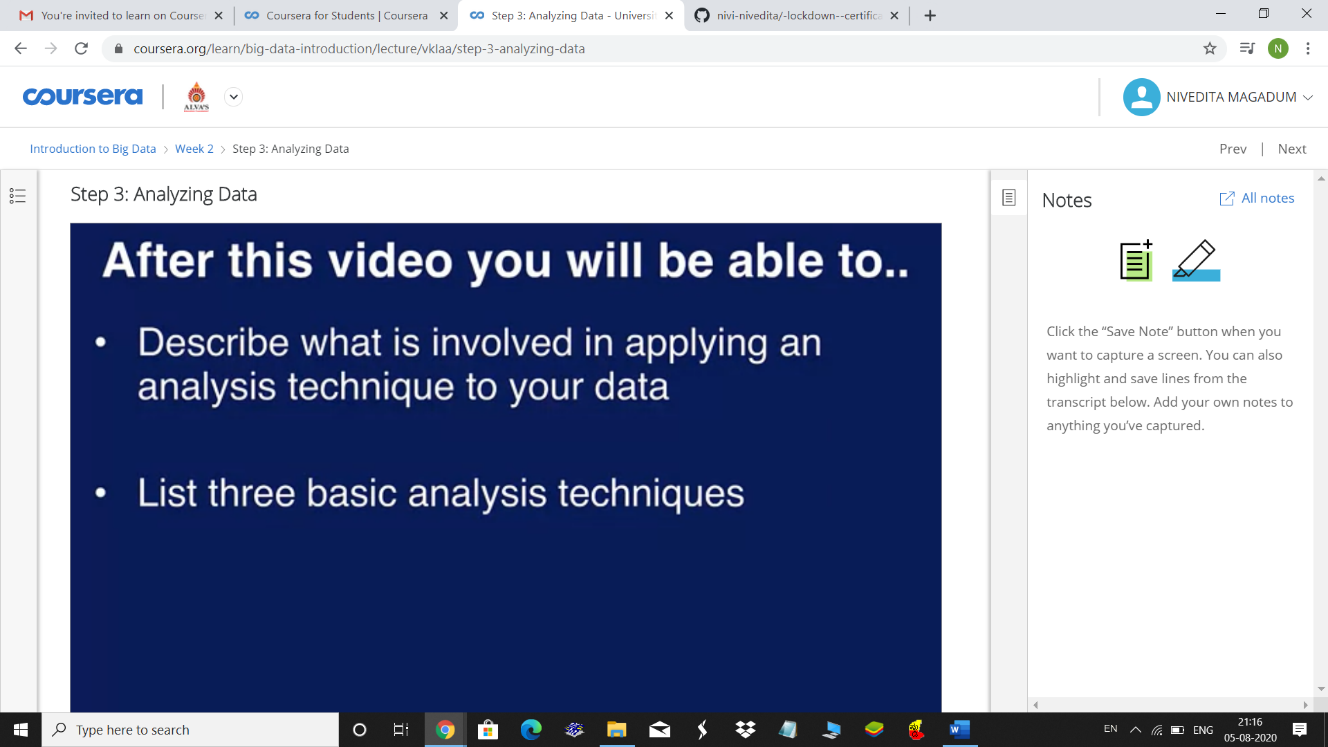 You're invited to learn on Course
Coursera for Students | Coursera
Step 3: Analyzing Data - Universi
nivi-nivedita/-lockdown--certifica
coursera.org/learn/big-data-introduction/lecture/vklaa/step-3-analyzing-data
N
coursera
ALVA'S
NIVEDITA MAGADUM
Introduction to Big Data > Week 2 > Step 3: Analyzing Data
Prev | Next
Step 3: Analyzing Data
After this video you will be able to..
• Describe what is involved in applying an
analysis technique to your data
• List three basic analysis techniques
Notes
All notes
Click the “Save Note” button when you
want to capture a screen. You can also
highlight and save lines from the
transcript below. Add your own notes to
anything you’ve captured.
Type here to search
EN
ENG
21:16
05-08-2020